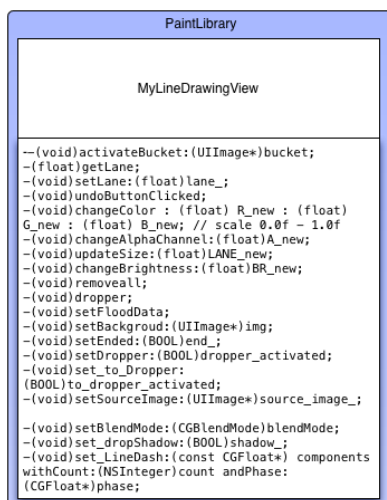 PaintLibrary
MyLineDrawingView
--(void)activateBucket:(UIImage*)bucket;
-(float)getLane;
-(void)setLane:(float)lane_;
-(void)undoButtonClicked;
-(void)changeColor : (float) R_new : (float)
G_new : (float) B_new; // scale 0.0f - 1.0f
-(void)changeAlphaChannel:(float)A_new;
-(void)updateSize:(float)LANE_new;
-(void)changeBrightness:(float)BR_new;
-(void)removeall;
-(void)dropper;
-(void)setFloodData;
-(void)setBackgroud:(UIImage*)img;
-(void)setEnded:(BOOL)end_;
-(void)setDropper:(BOOL)dropper_activated;
-(void)set_to_Dropper:
(BOOL)to_dropper_activated;
-(void)setSourceImage:(UIImage*)source_image_;
-(void)setBlendMode:(CGBlendMode)blendMode;
-(void)set_dropShadow:(BOOL)shadow_;
-(void)set_LineDash:(const CGFloat*) components
withCount:(NSInteger)count andPhase:
(CGFloat*)phase;